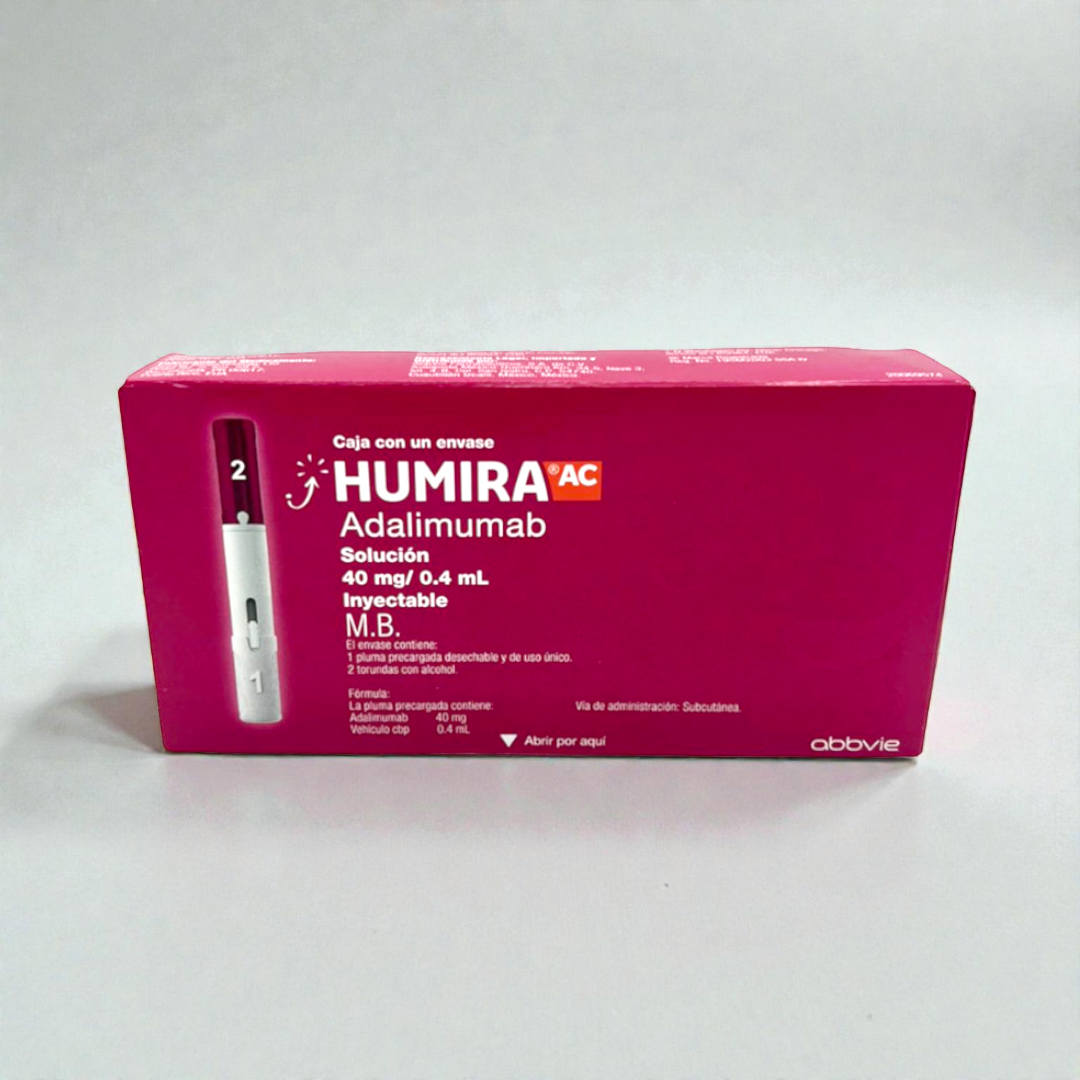 Caja con un envase
HUMIRA®AC
Adalimumab
Solución
40 mg/ 0.4 mL
Inyectable
M.B.
El envase contiene:
1 pluma precargada desechable y de uso único.
2 torundas con alcohol.
Fórmula:
La pluma precargada contiene:
Adalimumab 40 mg
Vehículo cbp 0.4 mL
Vía de administración: Subcutánea.
Abrir por aquí
abbvie
2
1